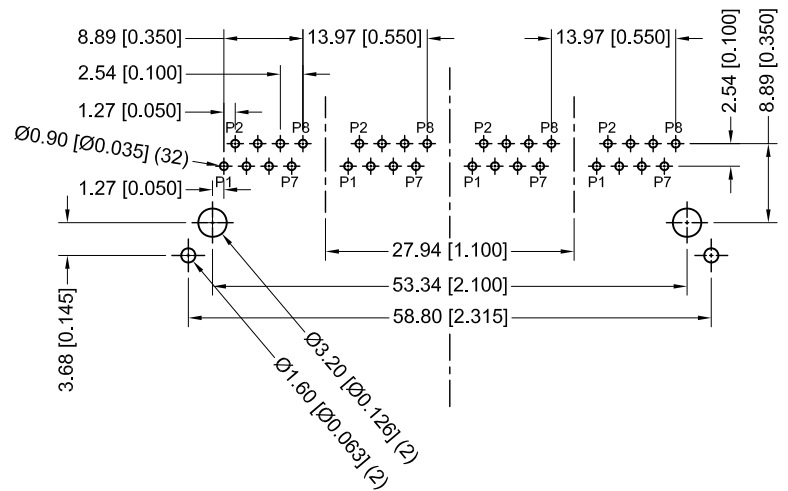 8.89 [0.350]
13.97 [0.550]
13.97 [0.550]
2.54 [0.100]
1.27 [0.050]
2.54 [0.100]
8.89 [0.350]
P2 P8 P2 P8 P2 P8 P2 P8
Ø0.90 [Ø0.035] (32)
P1 P7 P1 P7 P1 P7 P1 P7
1.27 [0.050]
27.94 [1.100]
53.34 [2.100]
58.80 [2.315]
3.68 [0.145]
Ø3.20 [Ø0.126] (2)
Ø1.60 [Ø0.063] (2)